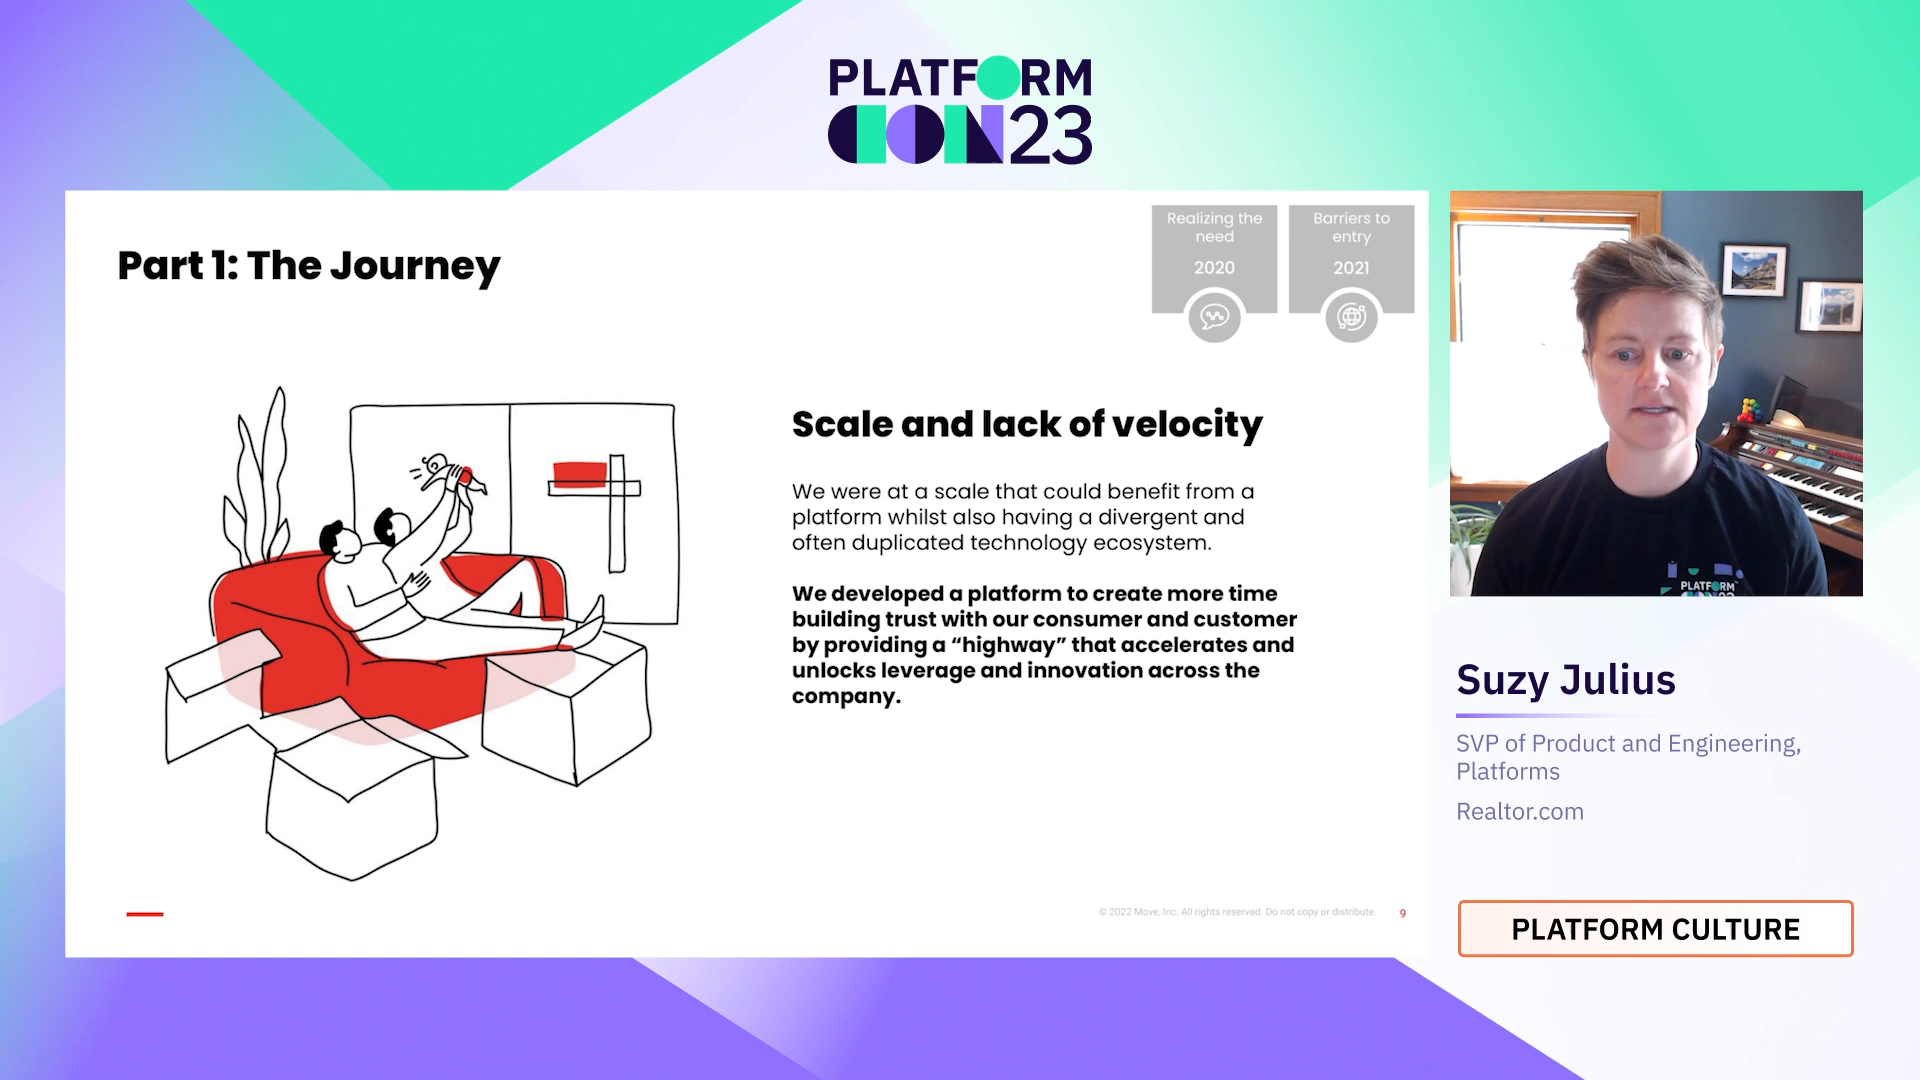 PLATFORM
CON23
Part 1: The Journey
Realizing the
need
2020
Barriers to
entry
2021
Scale and lack of velocity
We were at a scale that could benefit from a
platform whilst also having a divergent and
often duplicated technology ecosystem.
We developed a platform to create more time
building trust with our consumer and customer
by providing a “highway” that accelerates and
unlocks leverage and innovation across the
company.
© 2022 Move, Inc. All rights reserved. Do not copy or distribute.
9
PLATFORM
CON23
Suzy Julius
SVP of Product and Engineering,
Platforms
Realtor.com
PLATFORM CULTURE